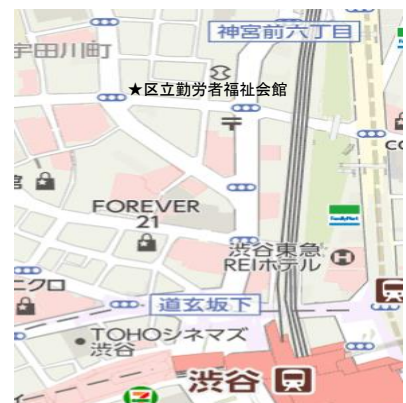 神宮前六丁目
宇田川町
★区立勤労者福祉会館
FOREVER
21
FamilyMart
渋谷東急
REIホテル
H
ニクロ
道玄坂下
TOHOシネマズ
渋谷
渋谷